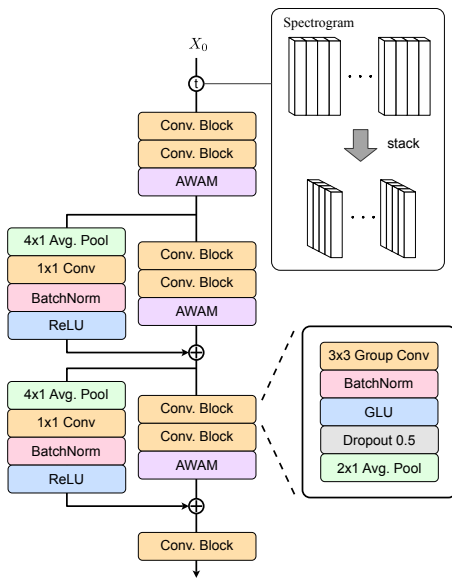 Spectrogram
X₀
t
stack
Conv. Block
Conv. Block
AWAM
4x1 Avg. Pool
1x1 Conv
BatchNorm
ReLU
Conv. Block
Conv. Block
AWAM
4x1 Avg. Pool
1x1 Conv
BatchNorm
ReLU
Conv. Block
Conv. Block
AWAM
3x3 Group Conv
BatchNorm
GLU
Dropout 0.5
2x1 Avg. Pool
Conv. Block